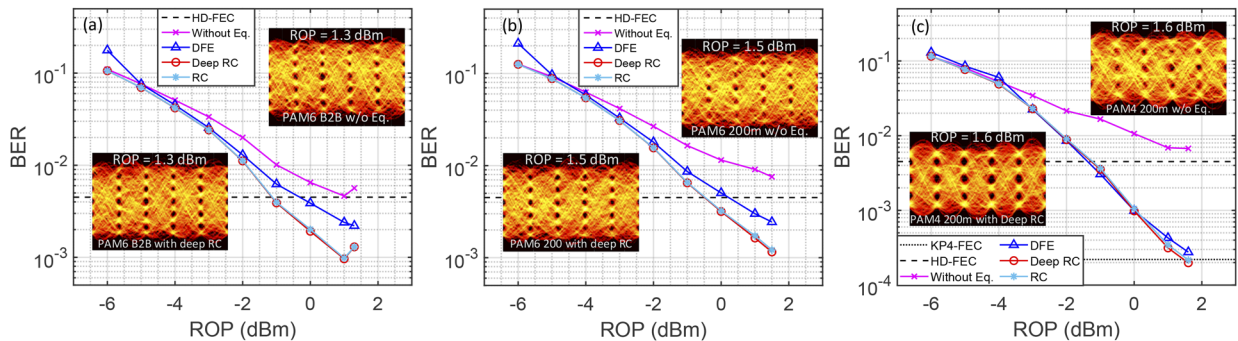 (a)
HD-FEC
Without Eq.
DFE
Deep RC
RC
ROP = 1.3 dBm
PAM6 B2B w/o Eq.
ROP = 1.3 dBm
PAM6 B2B with deep RC
BER
10-1
10-2
10-3
-6 -4 -2 0 2
ROP (dBm)
(b)
HD-FEC
Without Eq.
DFE
Deep RC
RC
ROP = 1.5 dBm
PAM6 200m w/o Eq.
ROP = 1.5 dBm
PAM6 200 with deep RC
BER
10-1
10-2
10-3
-6 -4 -2 0 2
ROP (dBm)
(c)
ROP = 1.6 dBm
PAM4 200m w/o Eq.
ROP = 1.6 dBm
PAM4 200m with Deep RC
KP4-FEC
HD-FEC
Without Eq.
DFE
Deep RC
RC
BER
10-1
10-2
10-3
10-4
-6 -4 -2 0 2
ROP (dBm)